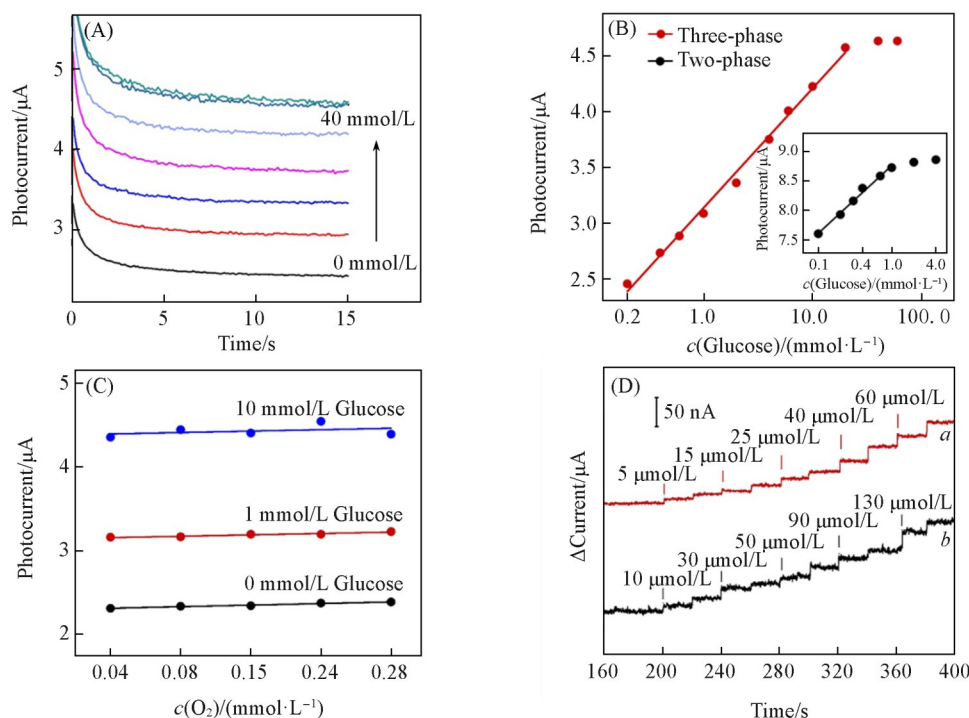 (A)
Photocurrent/μA
5
4
3
40 mmol/L
0 mmol/L
0
5
10
15
Time/s
(B)
Three-phase
Two-phase
Photocurrent/μA
4.5
4.0
3.5
3.0
2.5
0.2
1.0
10.0
100.0
c(Glucose)/(mmol·L⁻¹)
Photocurrent/μA
9.0
8.5
8.0
7.5
0.1
0.4
1.0
4.0
c(Glucose)/(mmol·L⁻¹)
(C)
Photocurrent/μA
5
4
3
2
10 mmol/L Glucose
1 mmol/L Glucose
0 mmol/L Glucose
0.04
0.08
0.15
0.24
0.28
c(O₂)/(mmol·L⁻¹)
(D)
50 nA
ΔCurrent/μA
60 μmol/L
40 μmol/L
25 μmol/L
15 μmol/L
5 μmol/L
a
130 μmol/L
90 μmol/L
50 μmol/L
30 μmol/L
10 μmol/L
b
160
200
240
280
320
360
400
Time/s